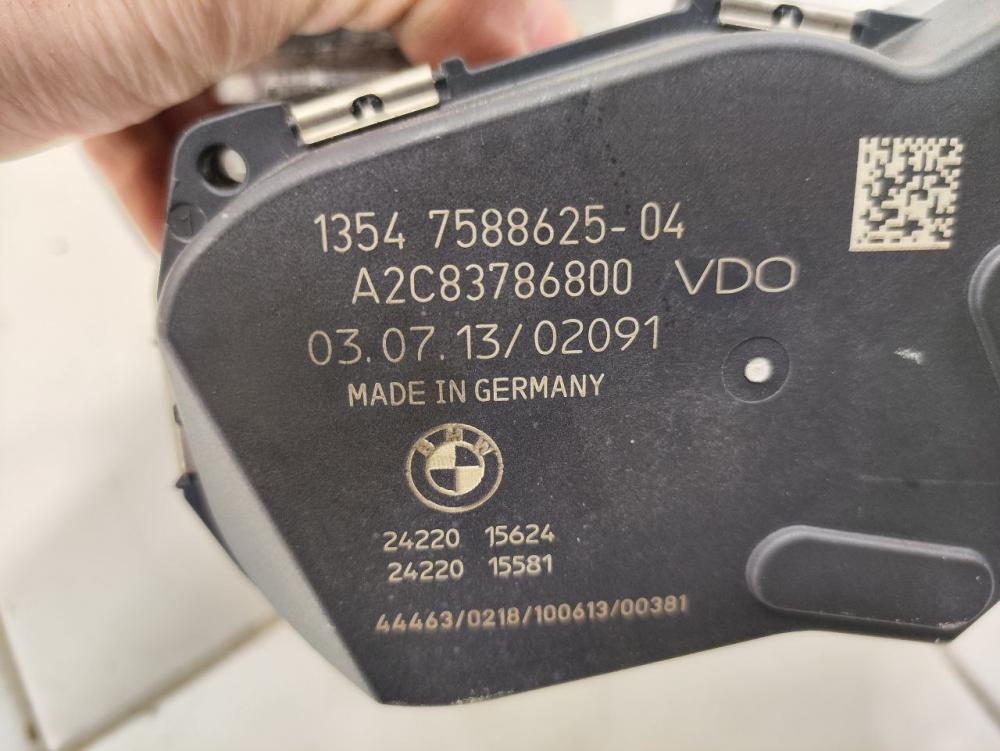 1354 7588625-04
A2C83786800 VDO
03.07.13/02091
MADE IN GERMANY
BMW
24220 15624
24220 15581
44463/0218/100613/00381